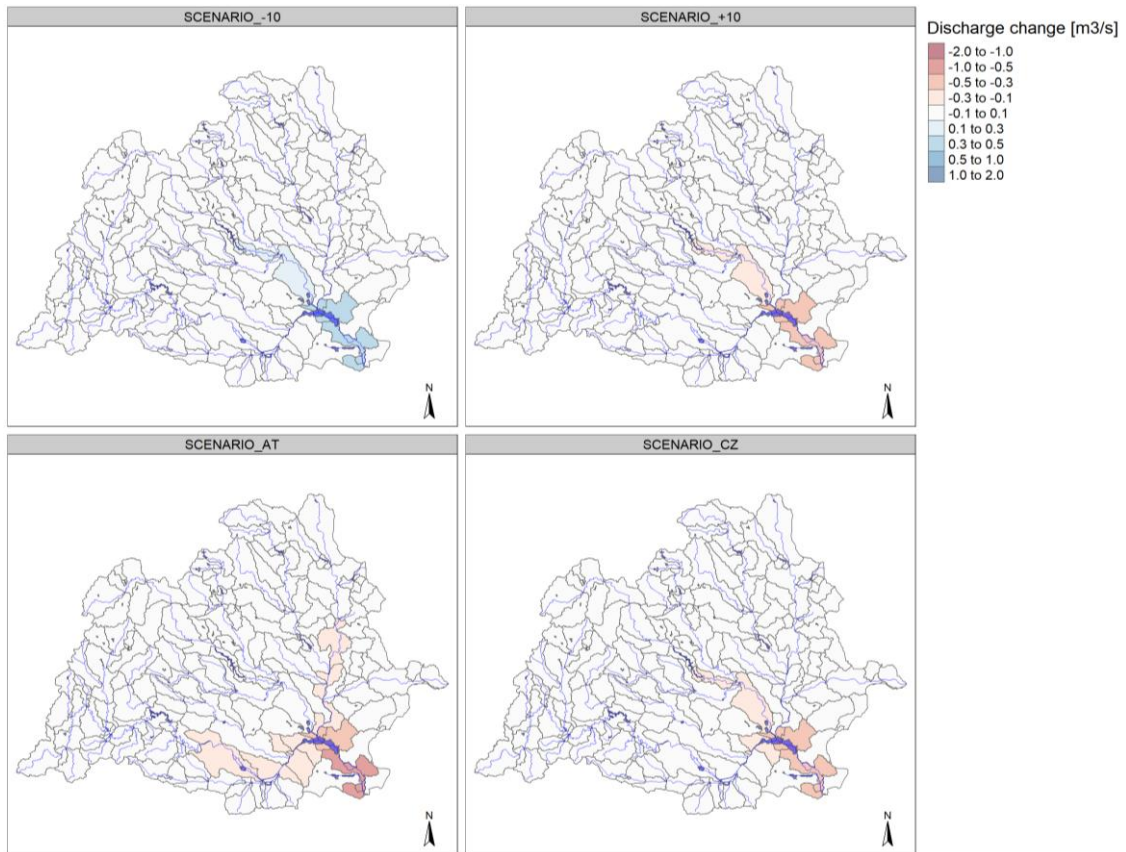 SCENARIO_-10
SCENARIO_+10
Discharge change [m3/s]
-2.0 to -1.0
-1.0 to -0.5
-0.5 to -0.3
-0.3 to -0.1
-0.1 to 0.1
0.1 to 0.3
0.3 to 0.5
0.5 to 1.0
1.0 to 2.0
N
N
SCENARIO_AT
SCENARIO_CZ
N
N